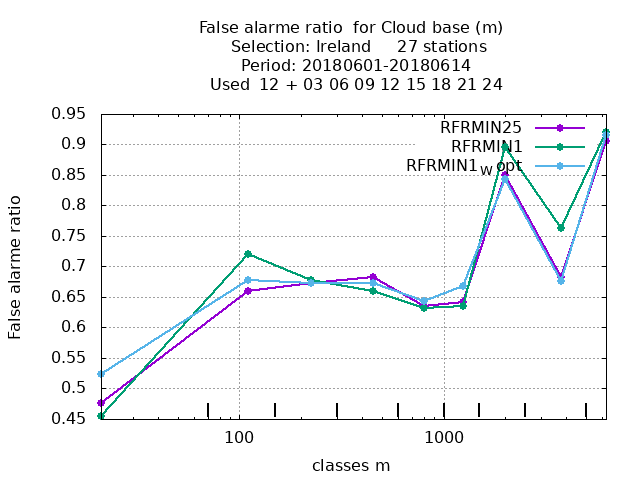 False alarme ratio  for Cloud base (m)
Selection: Ireland     27 stations
Period: 20180601-20180614
Used  12 + 03 06 09 12 15 18 21 24
0.95
0.9
0.85
0.8
0.75
0.7
0.65
0.6
0.55
0.5
0.45
False alarme ratio
RFRMIN25
RFRMIN1
RFRMIN1_Wopt
100
1000
classes m